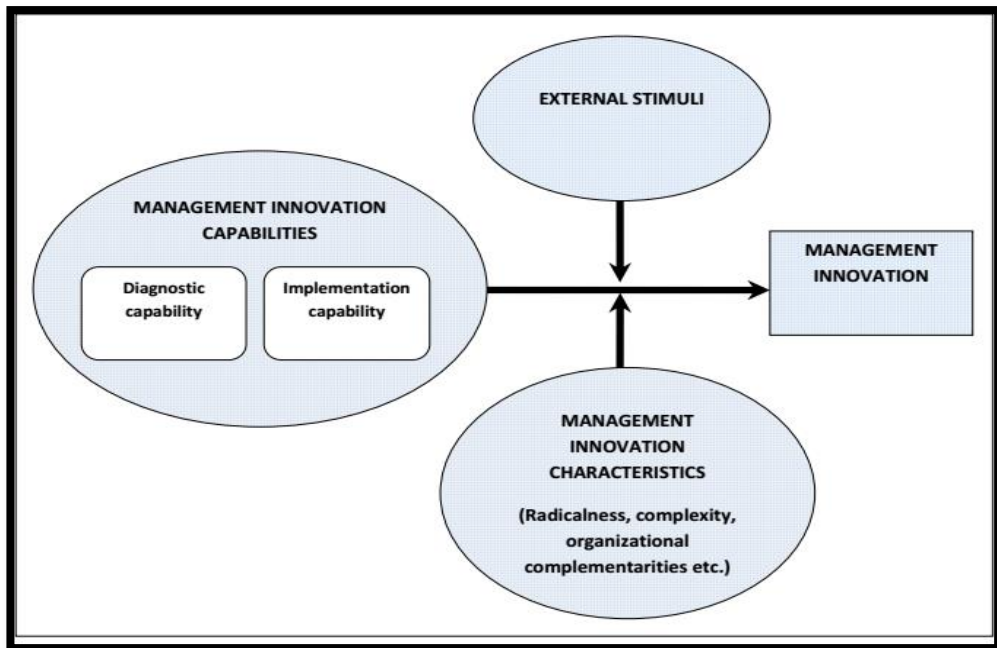 EXTERNAL STIMULI
MANAGEMENT INNOVATION
CAPABILITIES
Diagnostic
capability
Implementation
capability
MANAGEMENT
INNOVATION
MANAGEMENT
INNOVATION
CHARACTERISTICS
(Radicalness, complexity,
organizational
complementarities etc.)